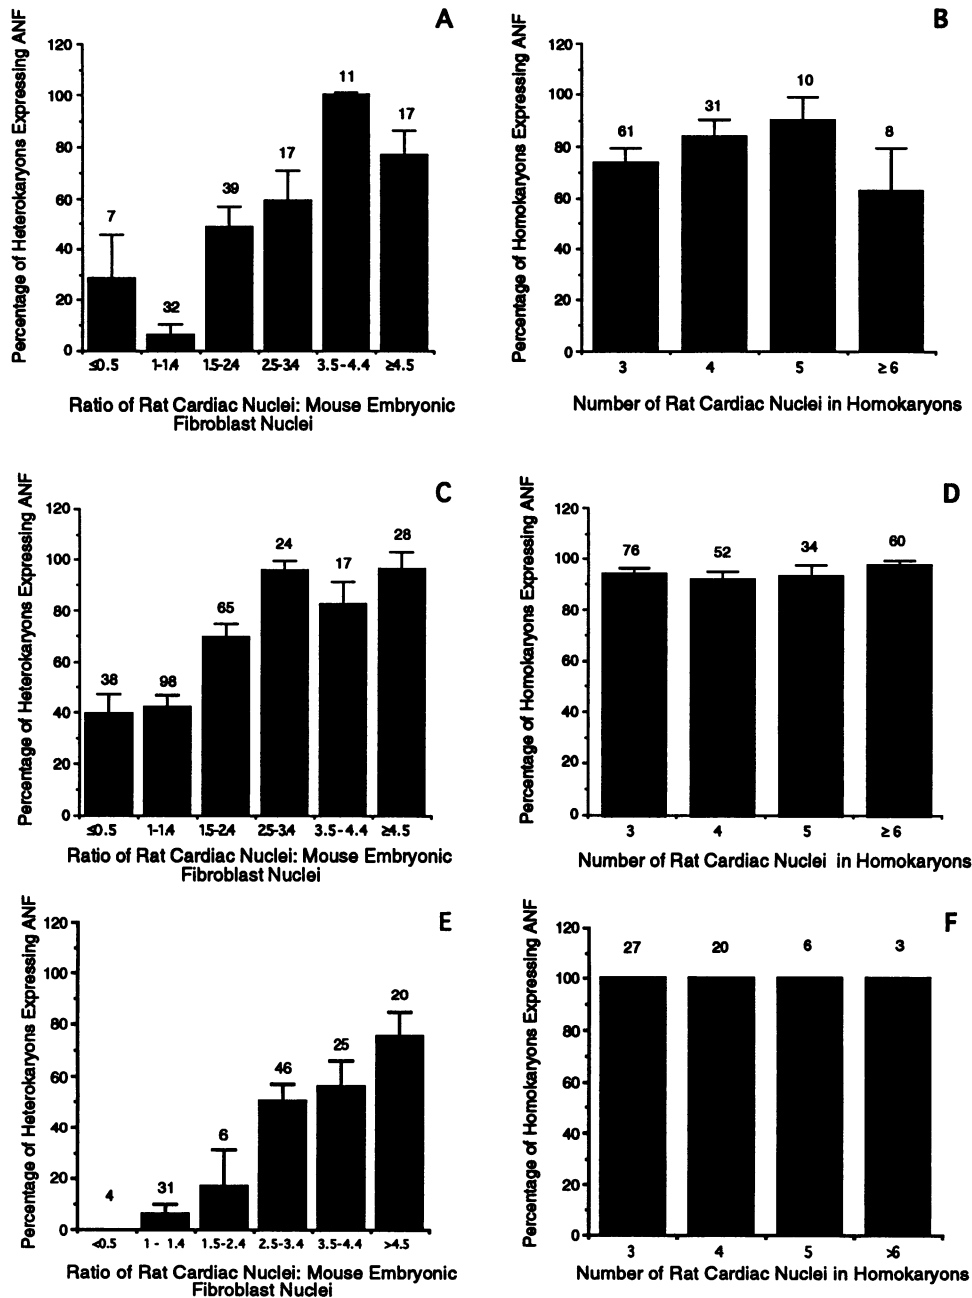 A
Percentage of Heterokaryons Expressing ANF
120
100
80
60
40
20
0
7
32
39
17
11
17
≤0.5 1-1.4 1.5-2.4 2.5-3.4 3.5-4.4 ≥4.5
Ratio of Rat Cardiac Nuclei: Mouse Embryonic
Fibroblast Nuclei
B
Percentage of Homokaryons Expressing ANF
120
100
80
60
40
20
0
61
31
10
8
3 4 5 ≥6
Number of Rat Cardiac Nuclei in Homokaryons
C
Percentage of Heterokaryons Expressing ANF
120
100
80
60
40
20
0
38
98
65
24
17
28
≤0.5 1-1.4 1.5-2.4 2.5-3.4 3.5-4.4 ≥4.5
Ratio of Rat Cardiac Nuclei: Mouse Embryonic
Fibroblast Nuclei
D
Percentage of Homokaryons Expressing ANF
120
100
80
60
40
20
0
76
52
34
60
3 4 5 ≥6
Number of Rat Cardiac Nuclei in Homokaryons
E
Percentage of Heterokaryons Expressing ANF
120
100
80
60
40
20
0
4
31
6
46
25
20
<0.5 1 - 1.4 1.5-2.4 2.5-3.4 3.5-4.4 >4.5
Ratio of Rat Cardiac Nuclei: Mouse Embryonic
Fibroblast Nuclei
F
Percentage of Homokaryons Expressing ANF
120
100
80
60
40
20
0
27
20
6
3
3 4 5 >6
Number of Rat Cardiac Nuclei in Homokaryons